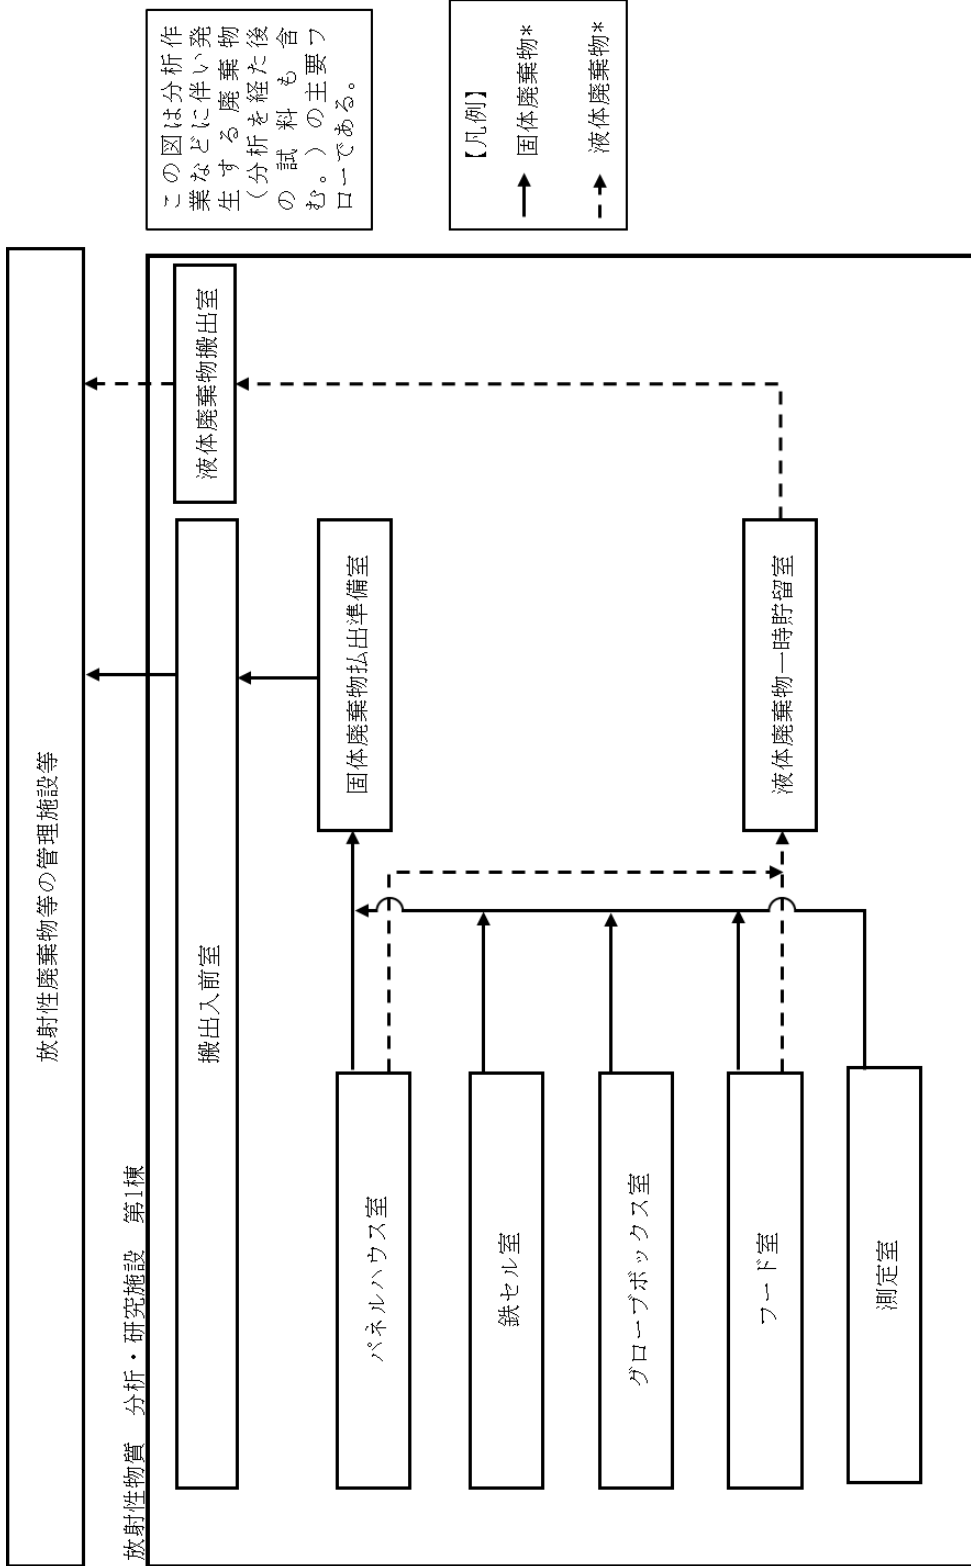 放射性廃棄物等の管理施設等
放射性物質　分析・研究施設　第1棟
搬出入前室
液体廃棄物搬出室
パネルハウス室
固体廃棄物払出準備室
鉄セル室
グローブボックス室
フード室
液体廃棄物一時貯留室
測定室
この図は分析作
業などに伴い発
生する廃棄物
（分析を経た後
の試料も含
む。）の主要フ
ローである。
【凡例】
固体廃棄物*
液体廃棄物*